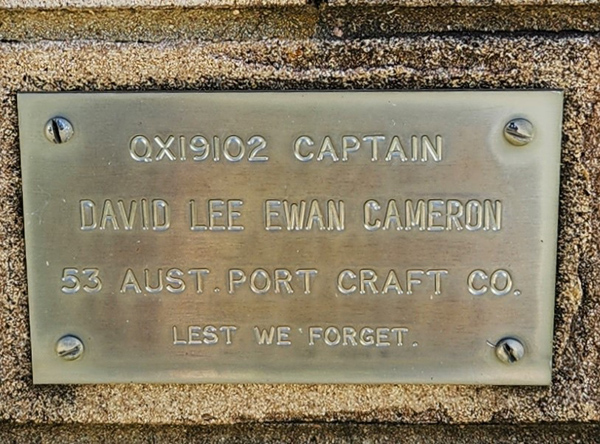 QX19102 CAPTAIN
DAVID LEE EWAN CAMERON
53 AUST. PORT CRAFT CO.
LEST WE FORGET.